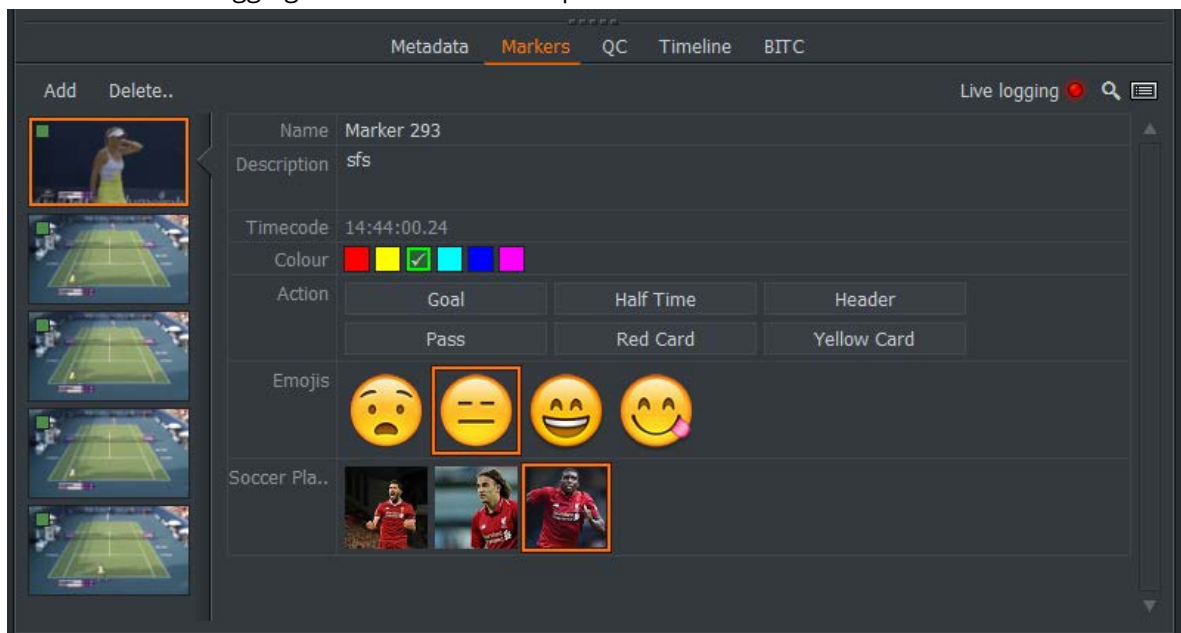 Metadata Markers QC Timeline BITC
Add Delete.. Live logging
Name Marker 293
Description sfs
Timecode 14:44:00.24
Colour
Action Goal Half Time Header
Pass Red Card Yellow Card
Emojis
Soccer Pla..